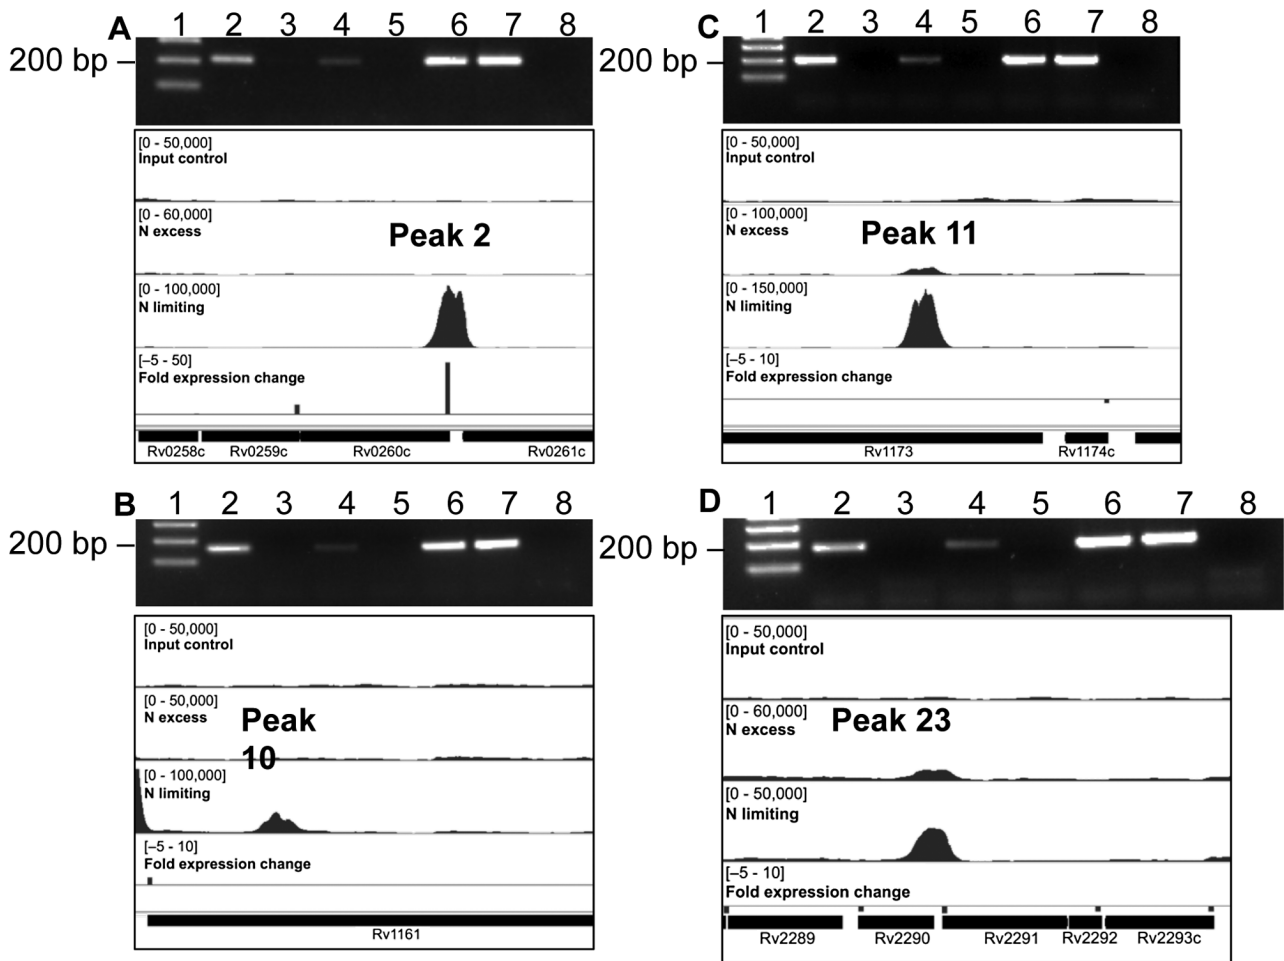 A 1 2 3 4 5 6 7 8
200 bp
[0 - 50,000]
Input control
[0 - 60,000]
N excess
Peak 2
[0 - 100,000]
N limiting
[–5 - 50]
Fold expression change
Rv0258c Rv0259c Rv0260c Rv0261c
B 1 2 3 4 5 6 7 8
200 bp
[0 - 50,000]
Input control
[0 - 50,000]
N excess
Peak
10
[0 - 100,000]
N limiting
[–5 - 10]
Fold expression change
Rv1161
C 1 2 3 4 5 6 7 8
200 bp
[0 - 50,000]
Input control
[0 - 100,000]
N excess
Peak 11
[0 - 150,000]
N limiting
[–5 - 10]
Fold expression change
Rv1173 Rv1174c
D 1 2 3 4 5 6 7 8
200 bp
[0 - 50,000]
Input control
[0 - 60,000]
N excess
Peak 23
[0 - 50,000]
N limiting
[–5 - 10]
Fold expression change
Rv2289 Rv2290 Rv2291 Rv2292 Rv2293c